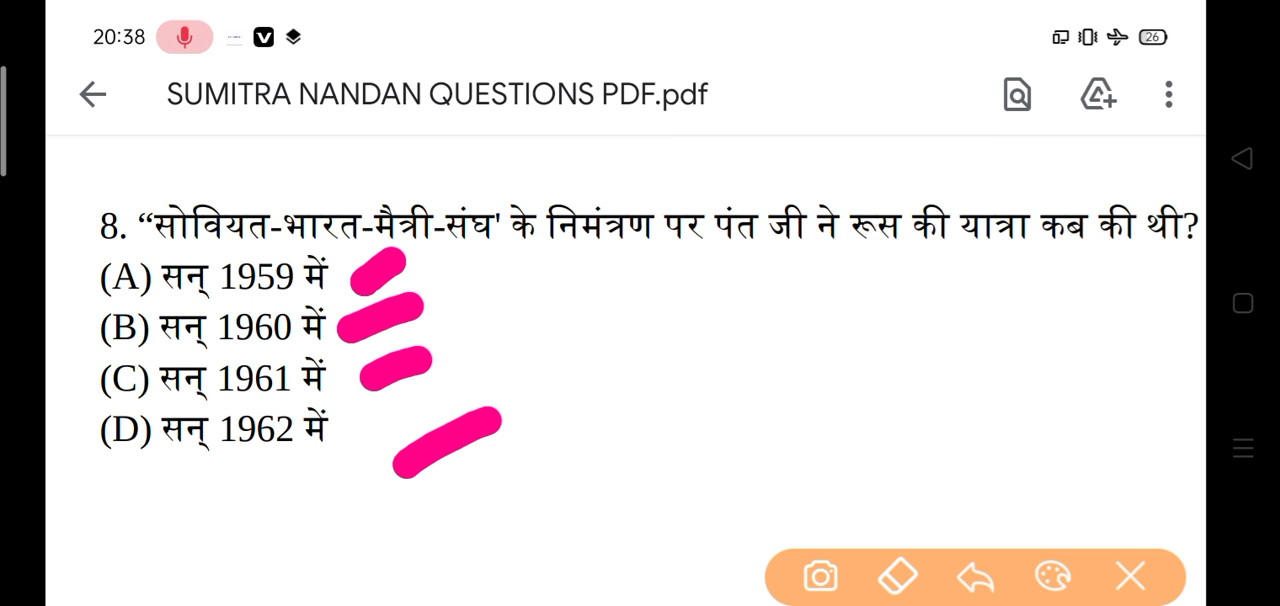 20:38
26
SUMITRA NANDAN QUESTIONS PDF.pdf
8. “सोवियत-भारत-मैत्री-संघ' के निमंत्रण पर पंत जी ने रूस की यात्रा कब की थी?
(A) सन् 1959 में
(B) सन् 1960 में
(C) सन् 1961 में
(D) सन् 1962 में